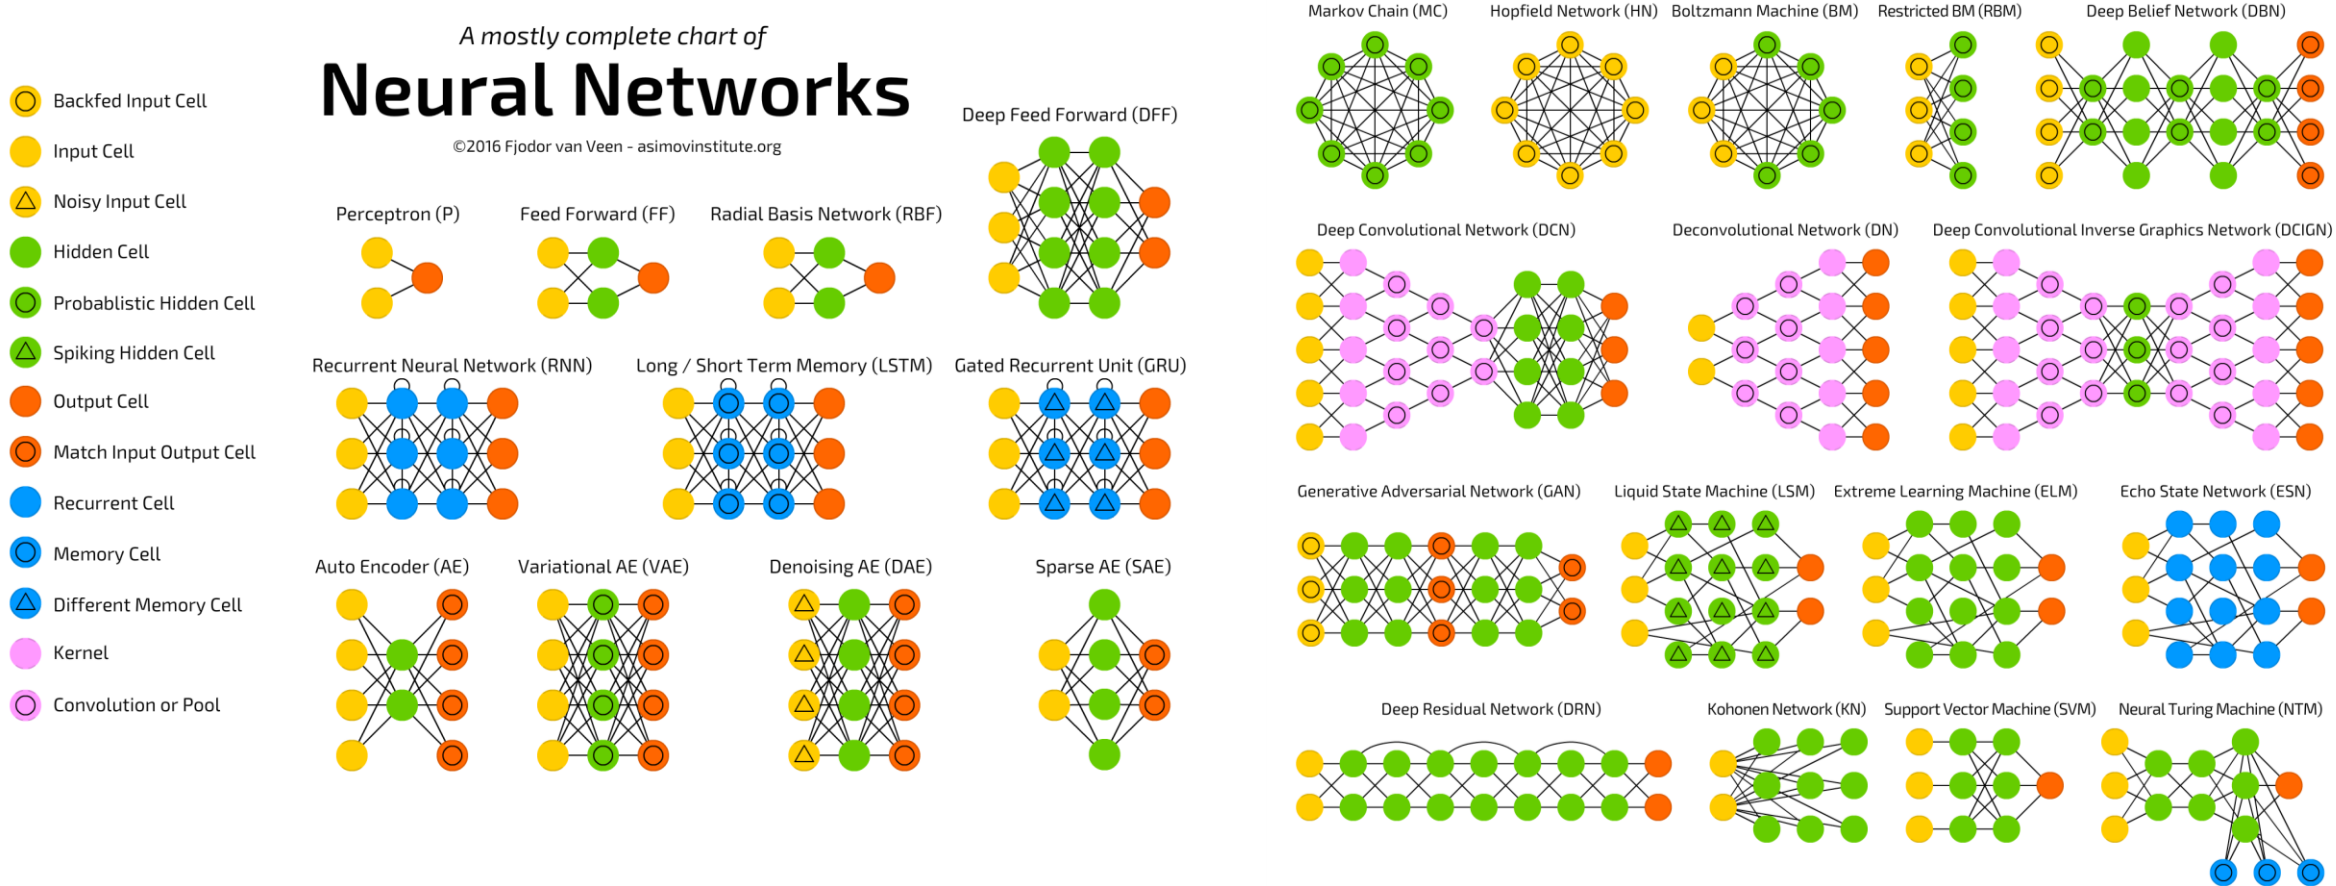 A mostly complete chart of
Neural Networks
©2016 Fjodor van Veen - asimovinstitute.org
Backfed Input Cell
Input Cell
Noisy Input Cell
Hidden Cell
Probablistic Hidden Cell
Spiking Hidden Cell
Output Cell
Match Input Output Cell
Recurrent Cell
Memory Cell
Different Memory Cell
Kernel
Convolution or Pool
Deep Feed Forward (DFF)
Perceptron (P)
Feed Forward (FF)
Radial Basis Network (RBF)
Recurrent Neural Network (RNN)
Long / Short Term Memory (LSTM)
Gated Recurrent Unit (GRU)
Auto Encoder (AE)
Variational AE (VAE)
Denoising AE (DAE)
Sparse AE (SAE)
Markov Chain (MC)
Hopfield Network (HN)
Boltzmann Machine (BM)
Restricted BM (RBM)
Deep Belief Network (DBN)
Deep Convolutional Network (DCN)
Deconvolutional Network (DN)
Deep Convolutional Inverse Graphics Network (DCIGN)
Generative Adversarial Network (GAN)
Liquid State Machine (LSM)
Extreme Learning Machine (ELM)
Echo State Network (ESN)
Deep Residual Network (DRN)
Kohonen Network (KN)
Support Vector Machine (SVM)
Neural Turing Machine (NTM)